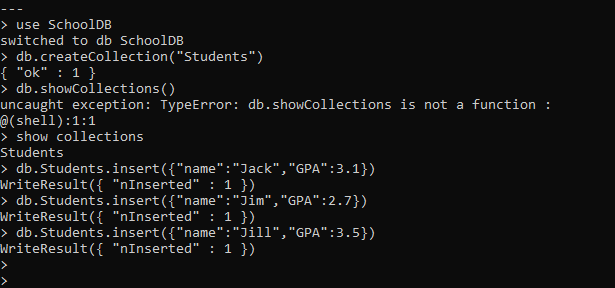 ---
> use SchoolDB
switched to db SchoolDB
> db.createCollection("Students")
{ "ok" : 1 }
> db.showCollections()
uncaught exception: TypeError: db.showCollections is not a function :
@(shell):1:1
> show collections
Students
> db.Students.insert({"name":"Jack","GPA":3.1})
WriteResult({ "nInserted" : 1 })
> db.Students.insert({"name":"Jim","GPA":2.7})
WriteResult({ "nInserted" : 1 })
> db.Students.insert({"name":"Jill","GPA":3.5})
WriteResult({ "nInserted" : 1 })
>
>